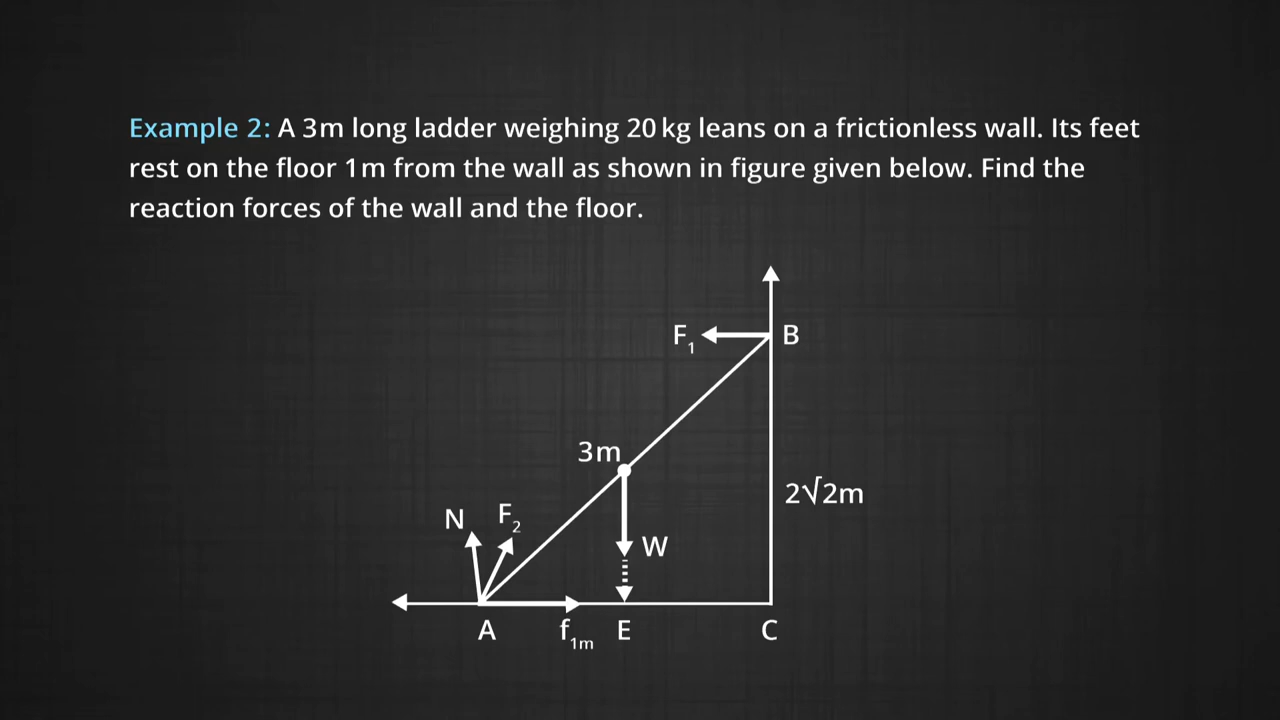 Example 2: A 3m long ladder weighing 20 kg leans on a frictionless wall. Its feet
rest on the floor 1m from the wall as shown in figure given below. Find the
reaction forces of the wall and the floor.
F₁
B
3m
2√2m
N
F₂
W
A
f₁ₘ
E
C